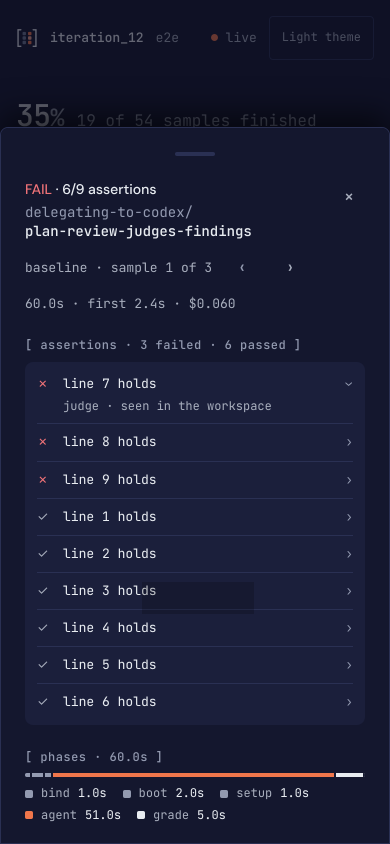 iteration_12 e2e live Light theme
35% 19 of 54 samples finished
FAIL · 6/9 assertions
delegating-to-codex/
plan-review-judges-findings
baseline · sample 1 of 3 ‹ ›
60.0s · first 2.4s · $0.060
[ assertions · 3 failed · 6 passed ]
× line 7 holds
judge · seen in the workspace
× line 8 holds
× line 9 holds
✓ line 1 holds
✓ line 2 holds
✓ line 3 holds
✓ line 4 holds
✓ line 5 holds
✓ line 6 holds
[ phases · 60.0s ]
bind 1.0s boot 2.0s setup 1.0s
agent 51.0s grade 5.0s